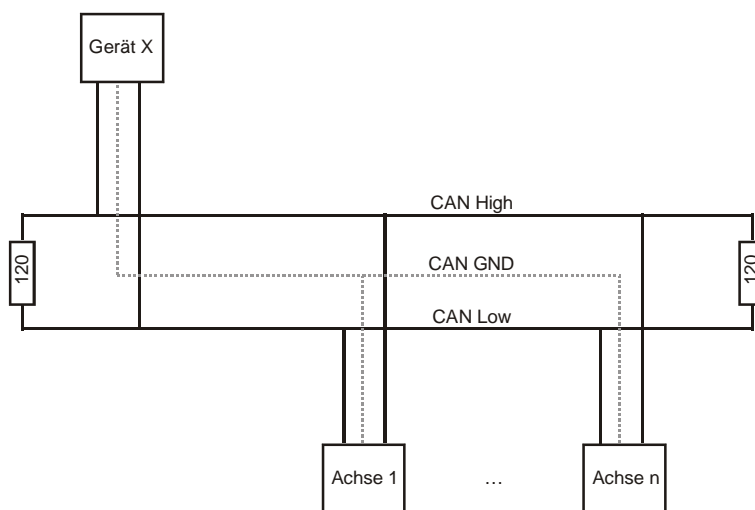 Gerät X
CAN High
120
CAN GND
120
CAN Low
Achse 1
...
Achse n